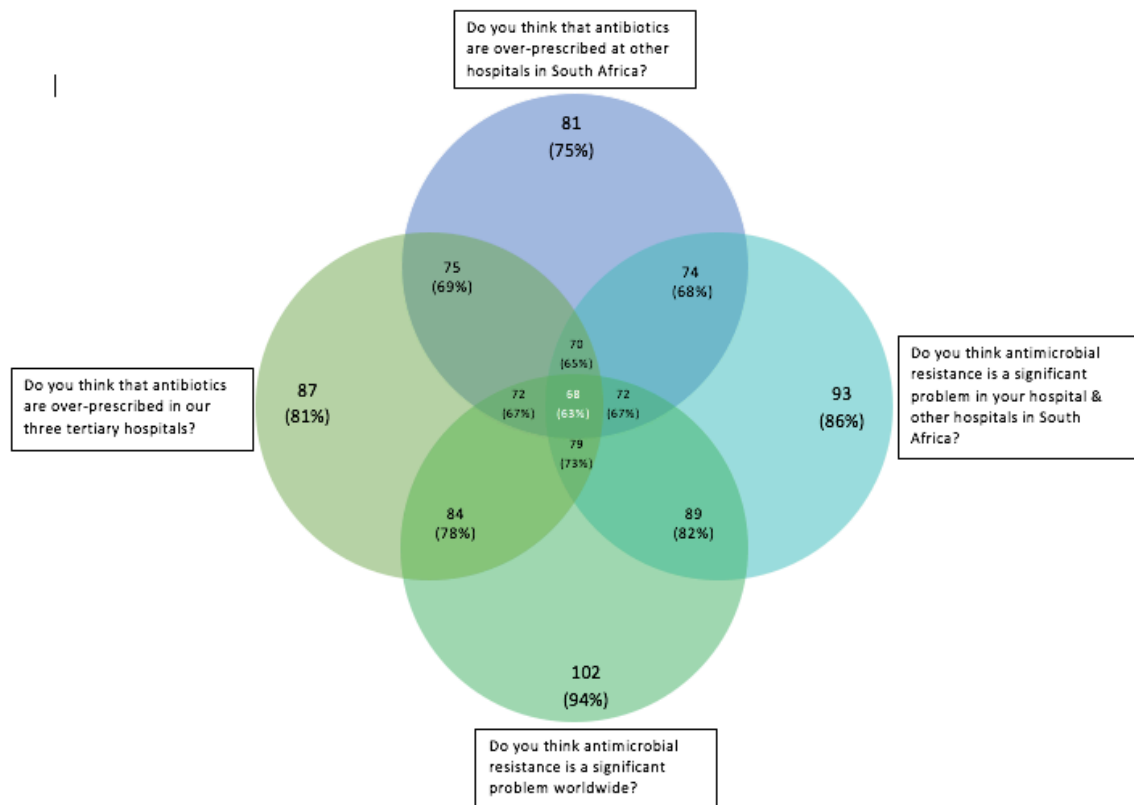 Do you think that antibiotics
are over-prescribed at other
hospitals in South Africa?
81
(75%)
75
(69%)
74
(68%)
70
(65%)
Do you think that antibiotics
are over-prescribed in our
three tertiary hospitals?
87
(81%)
72
(67%)
68
(63%)
72
(67%)
93
(86%)
Do you think antimicrobial
resistance is a significant
problem in your hospital &
other hospitals in South
Africa?
79
(73%)
84
(78%)
89
(82%)
102
(94%)
Do you think antimicrobial
resistance is a significant
problem worldwide?